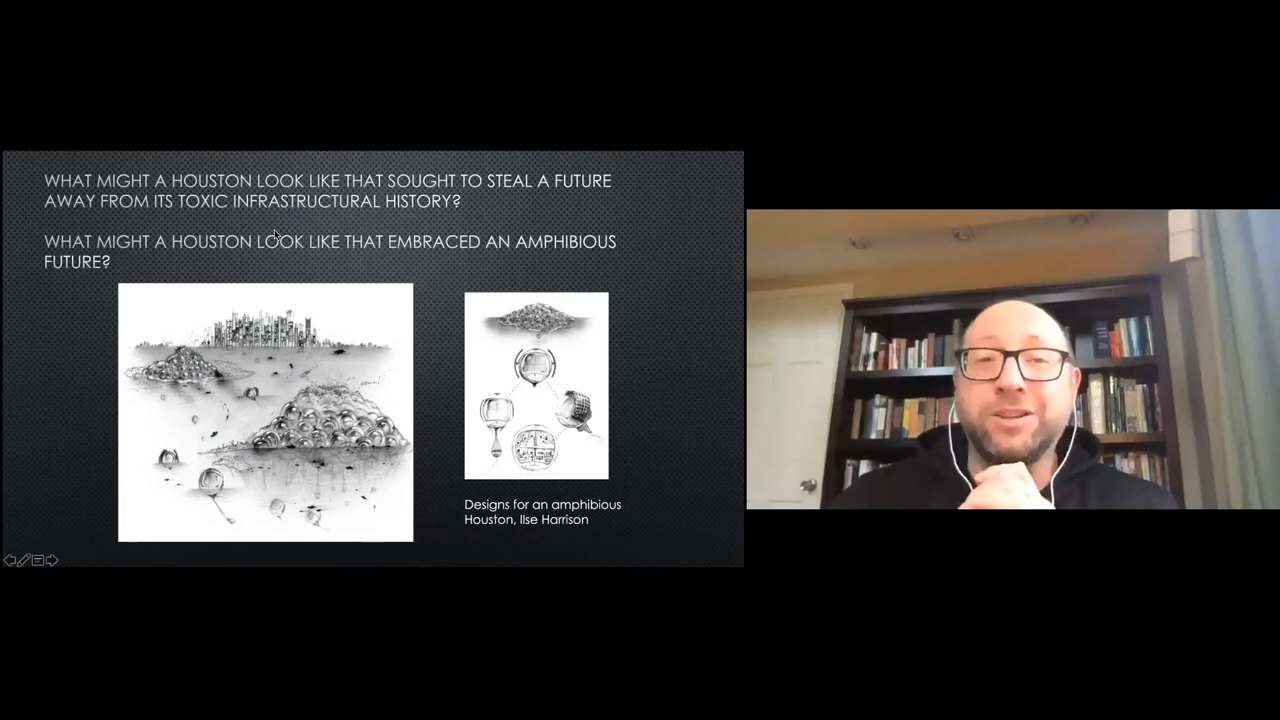 WHAT MIGHT A HOUSTON LOOK LIKE THAT SOUGHT TO STEAL A FUTURE
AWAY FROM ITS TOXIC INFRASTRUCTURAL HISTORY?
WHAT MIGHT A HOUSTON LOOK LIKE THAT EMBRACED AN AMPHIBIOUS
FUTURE?
Designs for an amphibious
Houston, Ilse Harrison